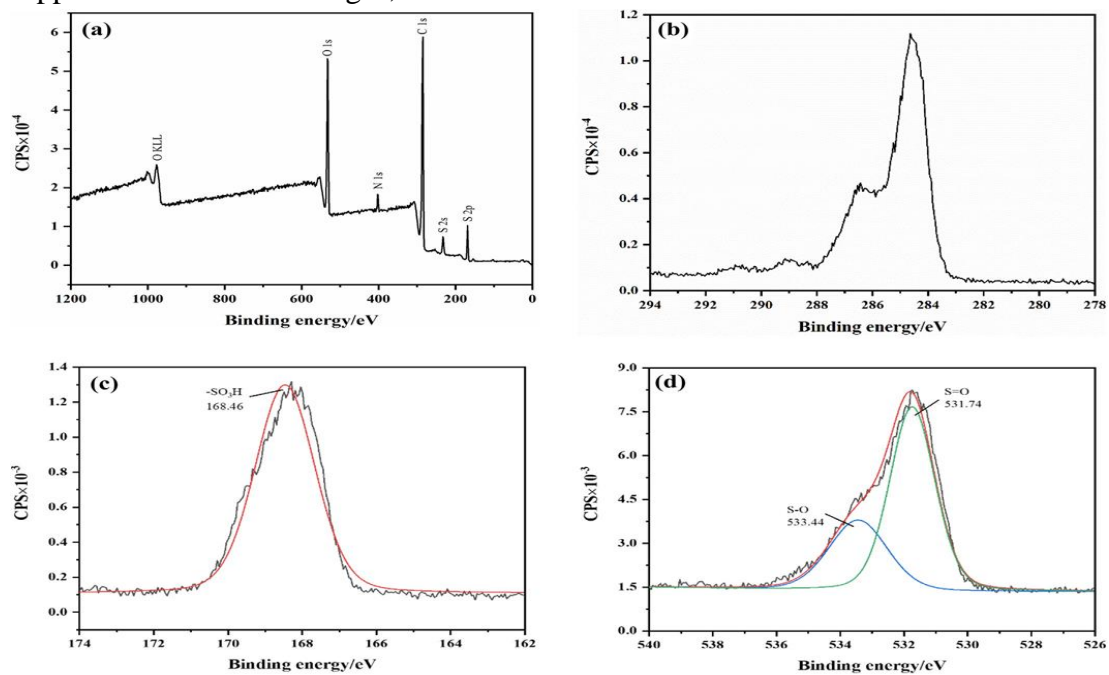 (a)
CPS×10-4
6
5
4
3
2
1
0
O KLL
O 1s
N 1s
C 1s
S 2s
S 2p
1200 1000 800 600 400 200 0
Binding energy/eV
(b)
CPS×10-4
1.2
1.0
0.8
0.6
0.4
0.2
0.0
294 292 290 288 286 284 282 280 278
Binding energy/eV
(c)
CPS×10-3
1.4
1.2
1.0
0.8
0.6
0.4
0.2
0.0
-SO3H
168.46
174 172 170 168 166 164 162
Binding energy/eV
(d)
CPS×10-3
9.0
7.5
6.0
4.5
3.0
1.5
0.0
S=O
531.74
S-O
533.44
540 538 536 534 532 530 528 526
Binding energy/eV